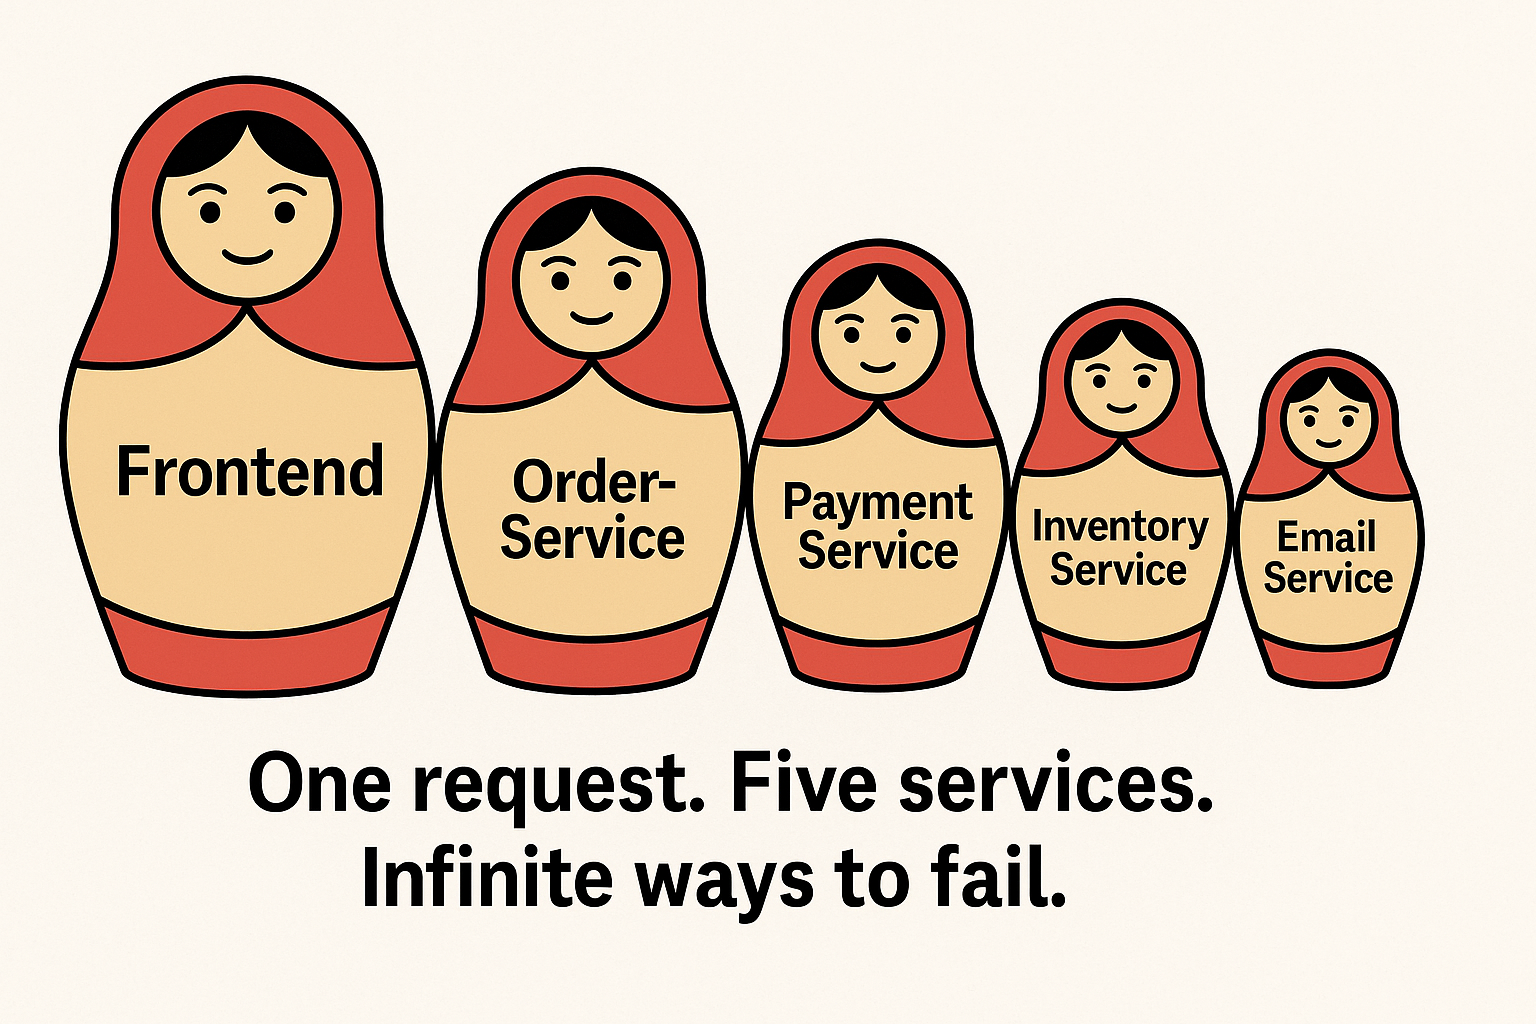 Frontend
Order-
Service
Payment
Service
Inventory
Service
Email
Service
One request. Five services.
Infinite ways to fail.